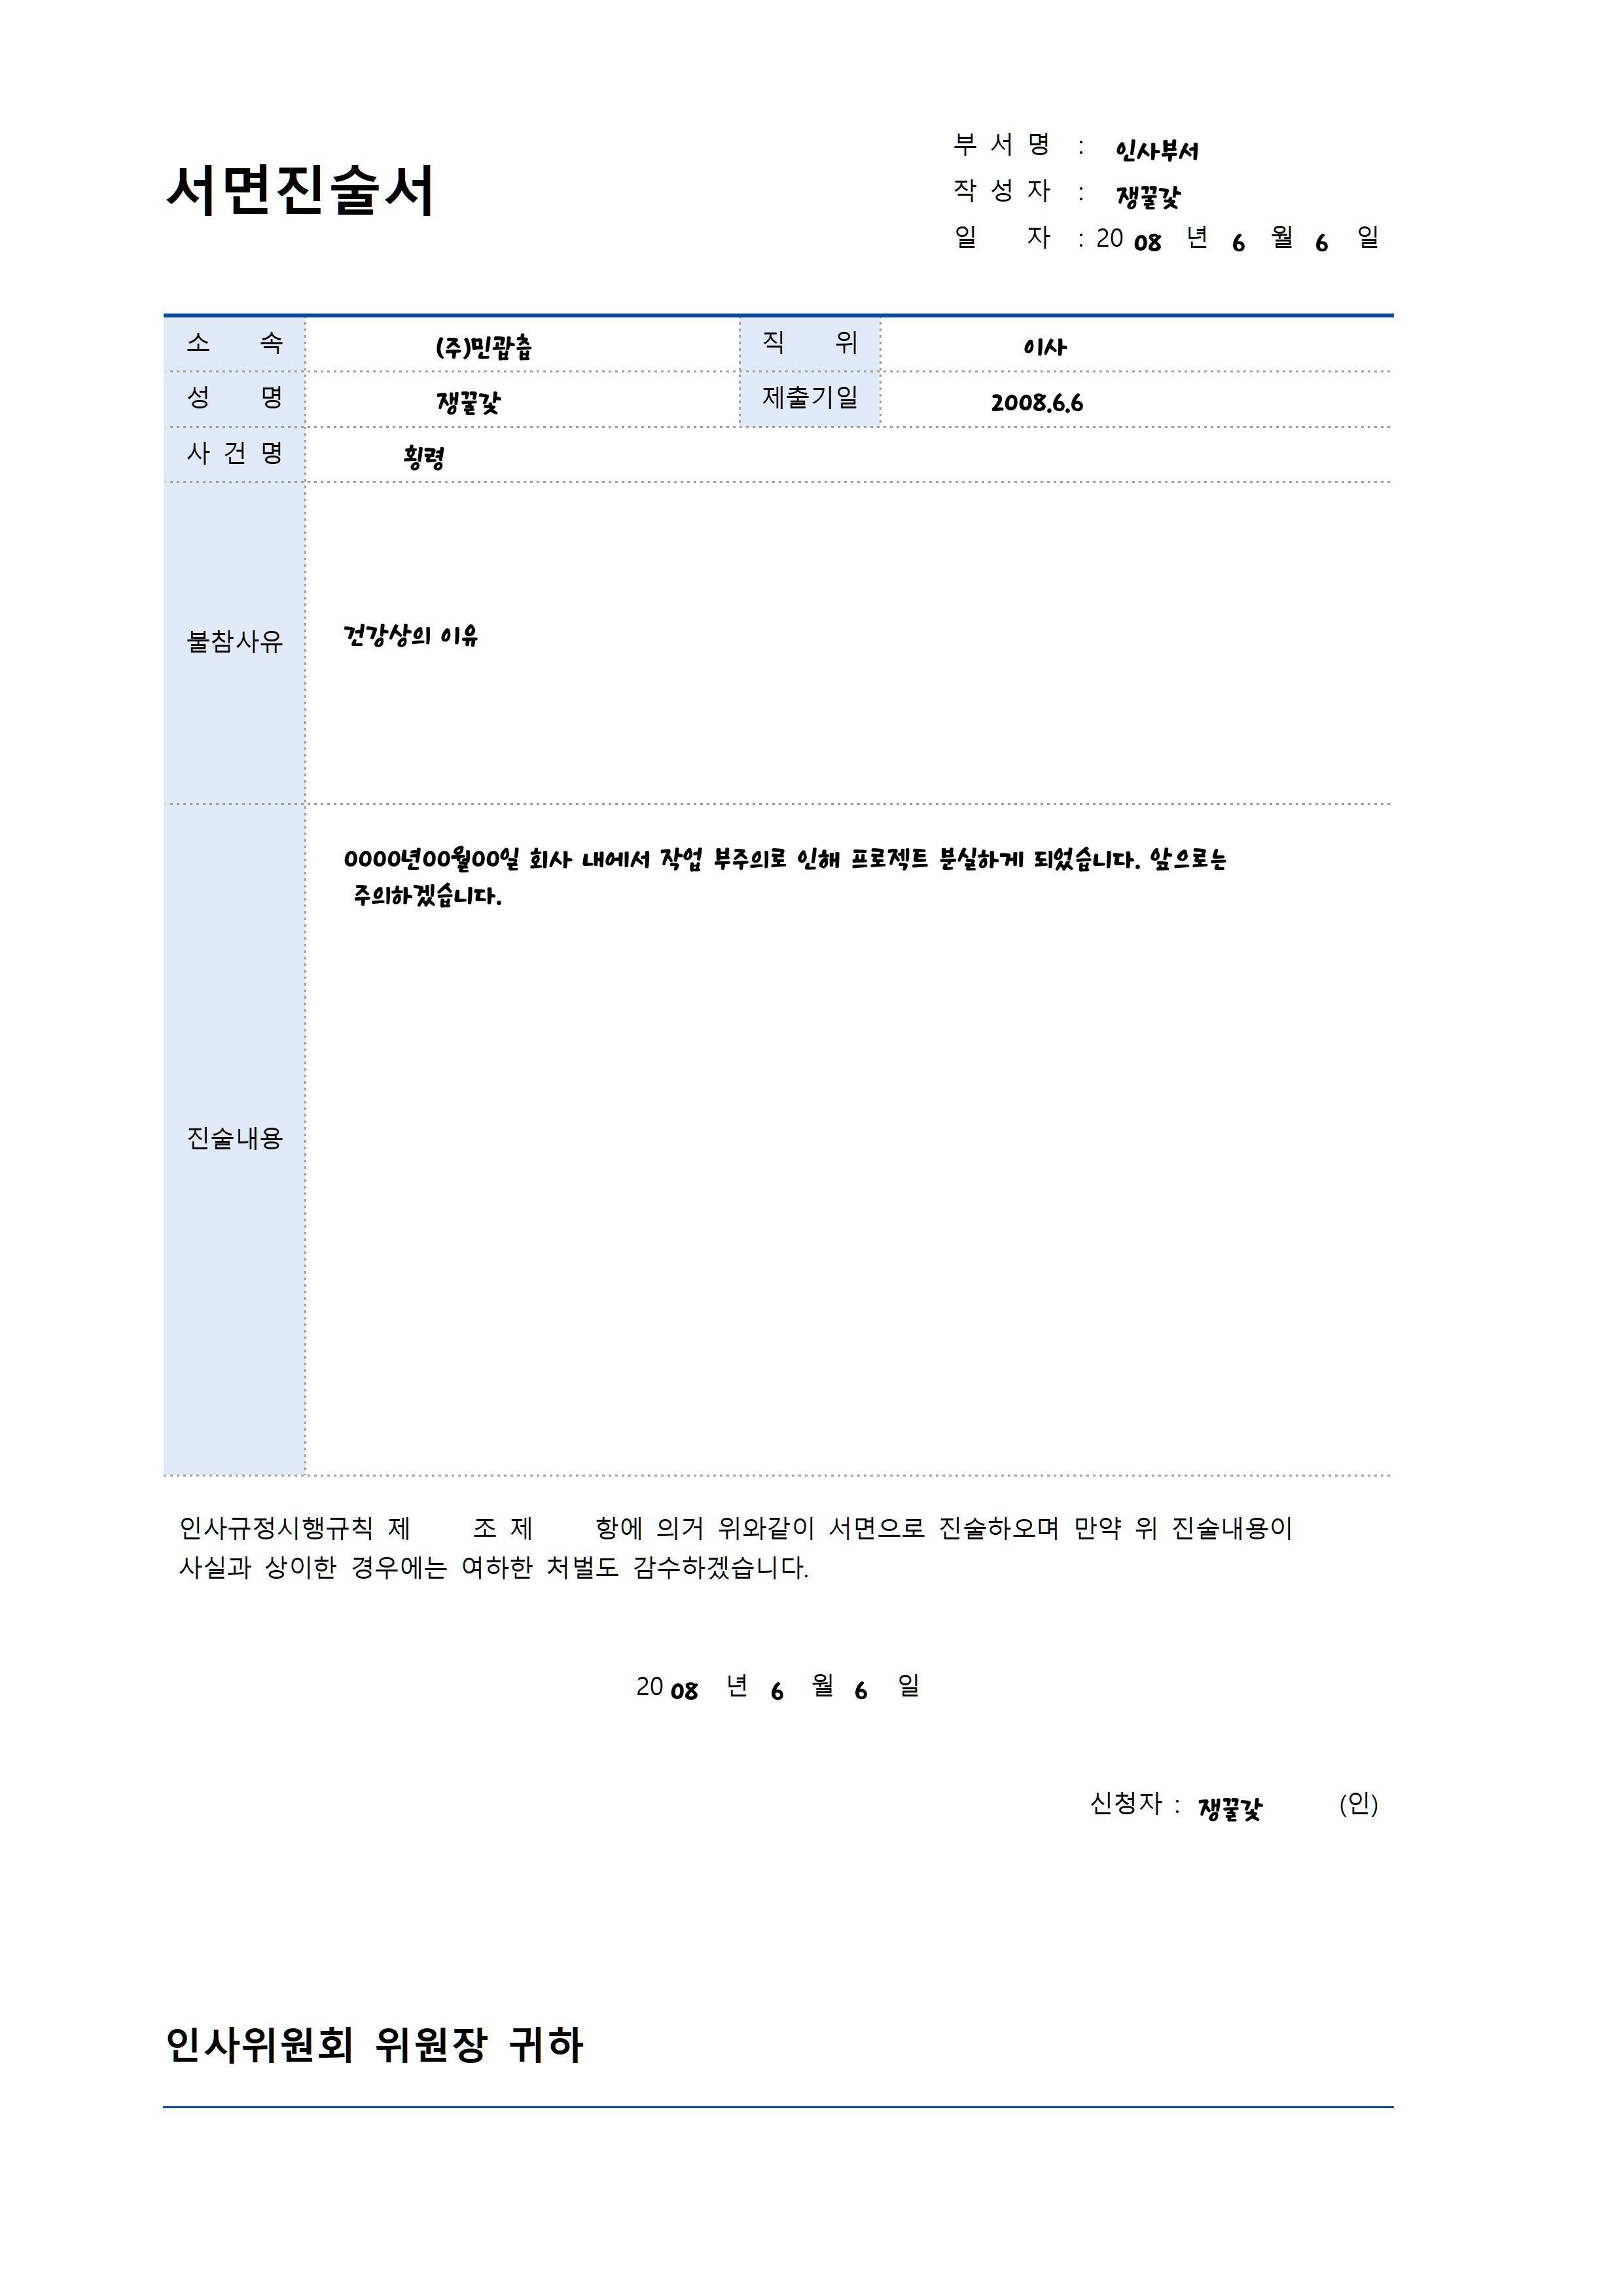 서면진술서
부 서 명 : 인사부서
작 성 자 : 쟁꿀갗
일 자 : 20 08 년 6 월 6 일
소 속 (주)민괍츱 직 위 이사
성 명 쟁꿀갗 제출기일 2008.6.6
사 건 명 횡령
불참사유 건강상의 이유
진술내용 0000년00월00일 회사 내에서 작업 부주의로 인해 프로젝트 분실하게 되었습니다. 앞으로는
주의하겠습니다.
인사규정시행규칙 제 조 제 항에 의거 위와같이 서면으로 진술하오며 만약 위 진술내용이
사실과 상이한 경우에는 여하한 처벌도 감수하겠습니다.
20 08 년 6 월 6 일
신청자 : 쟁꿀갗 (인)
인사위원회 위원장 귀하